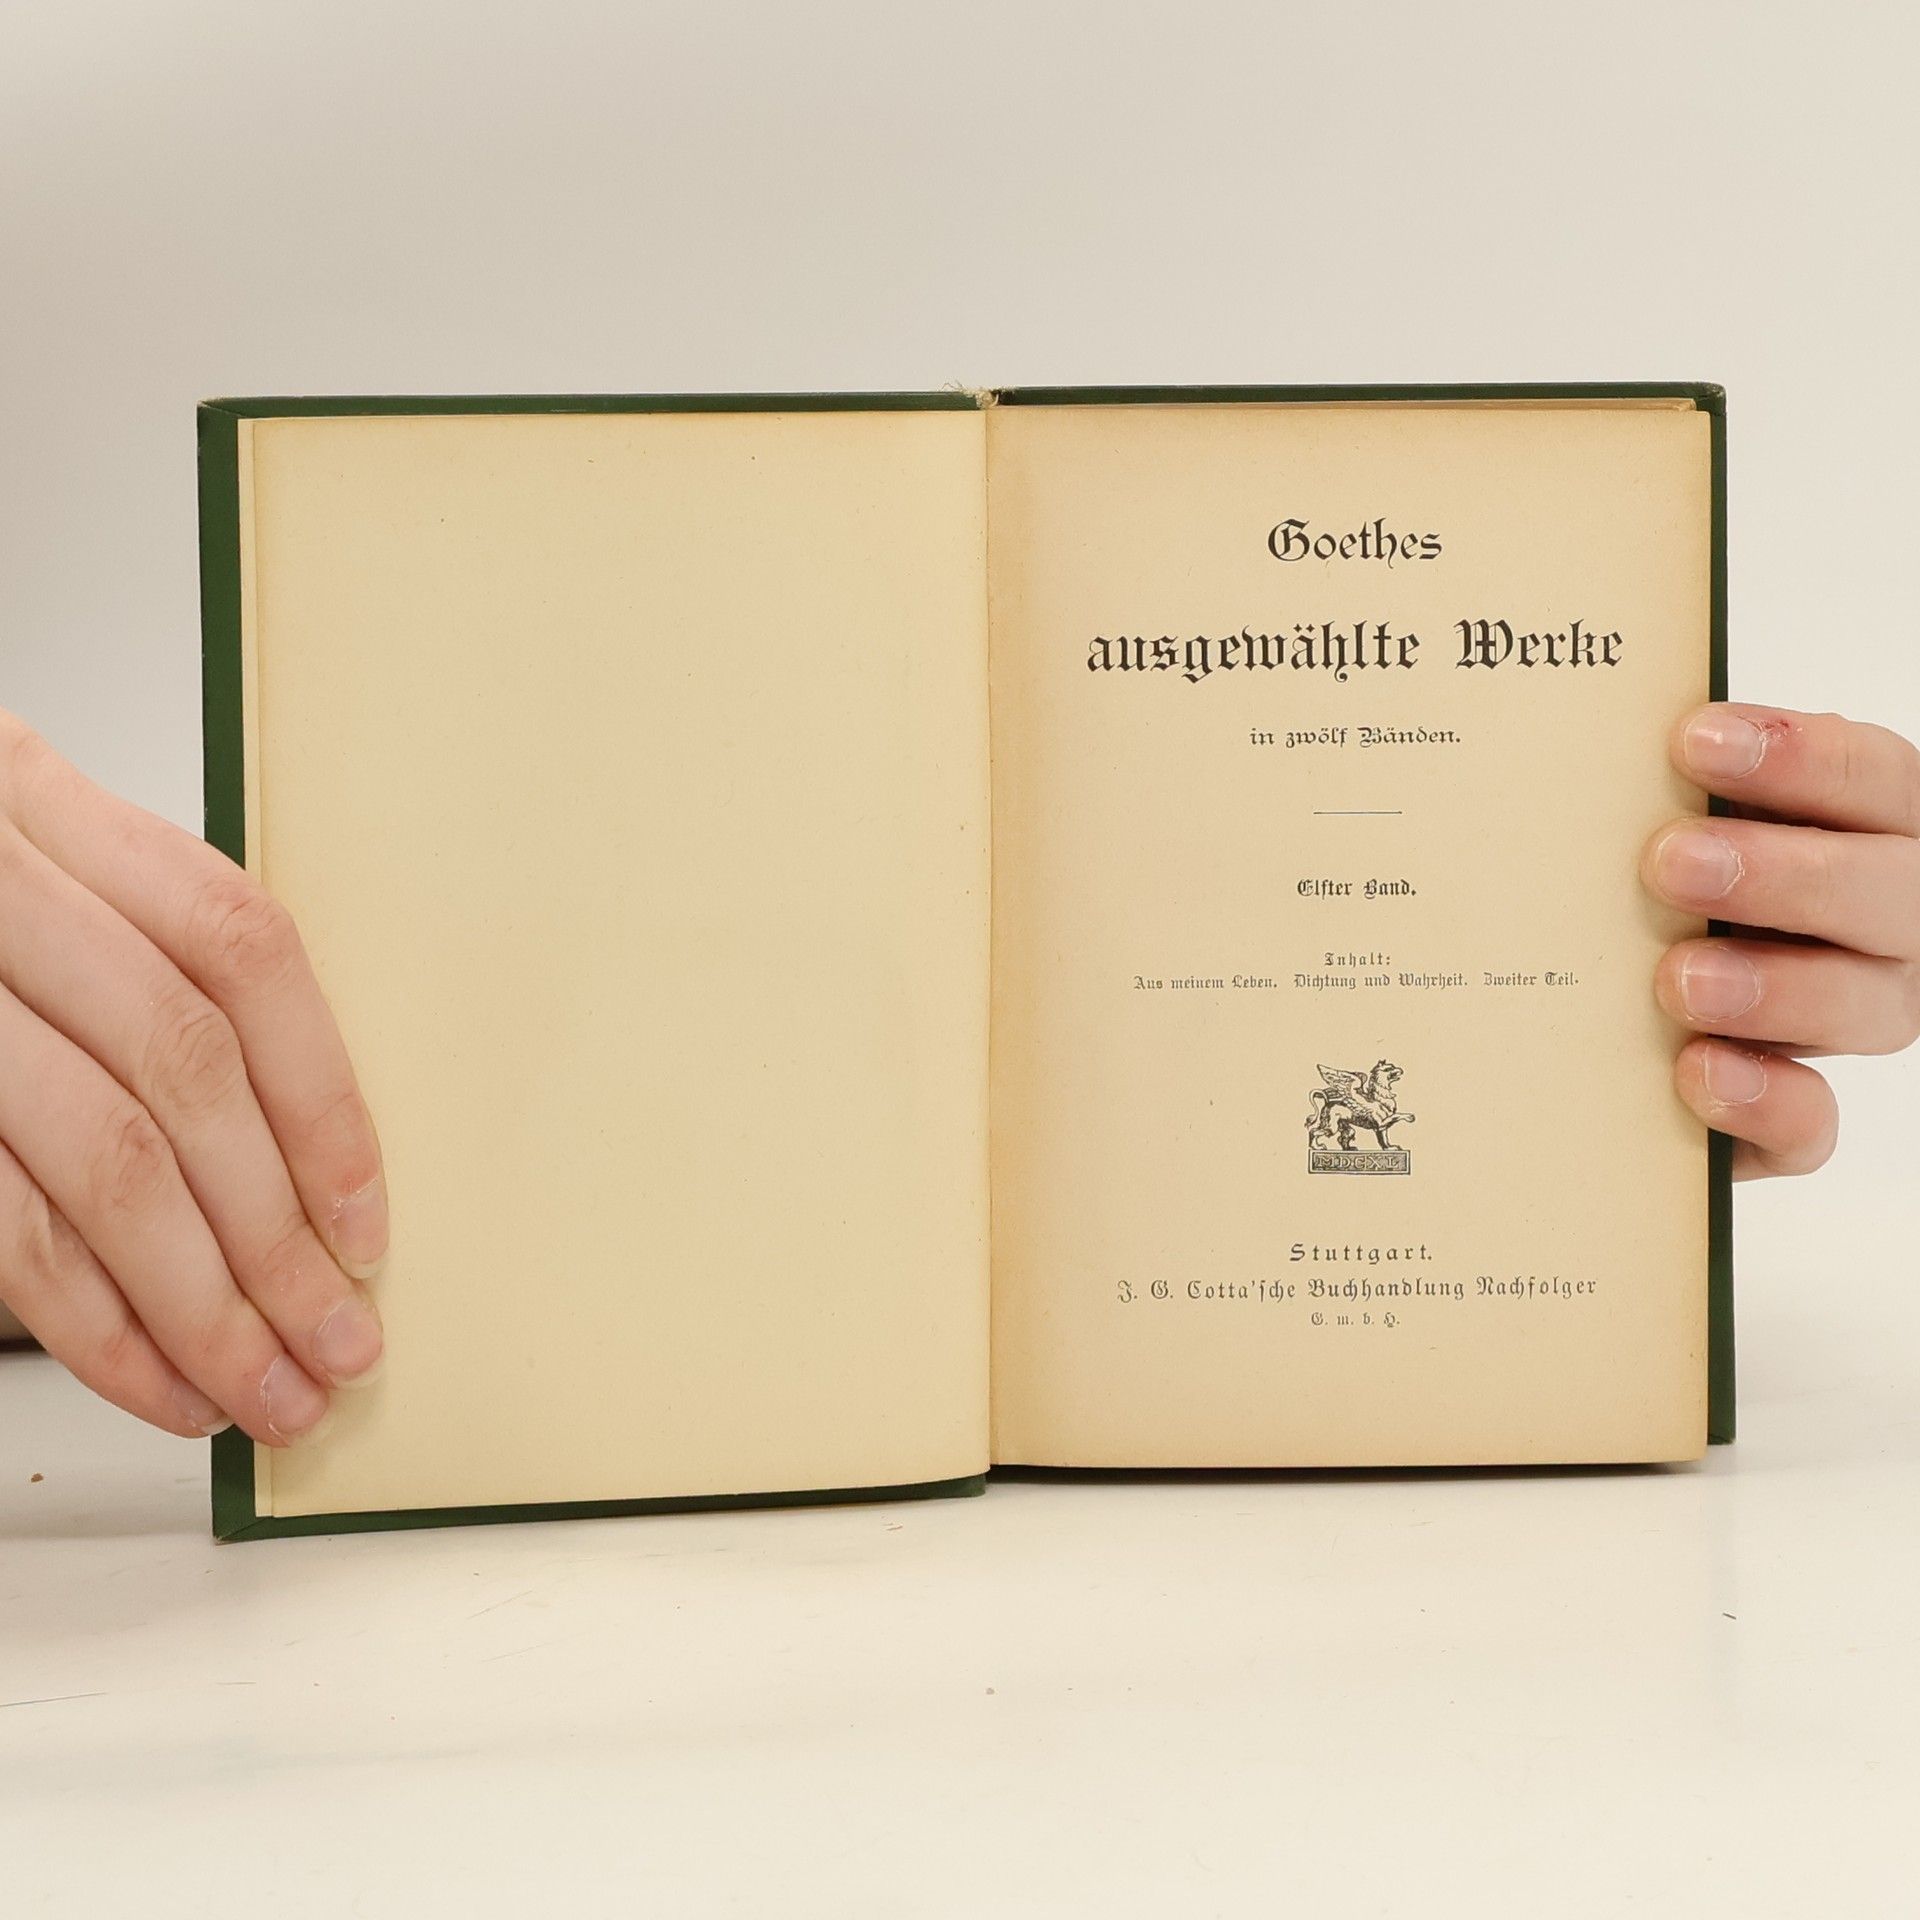 Goethes
ausgewählte Werke
in zwölf Bänden.
Elfter Band.
Inhalt:
Aus meinem Leben. Dichtung und Wahrheit. Zweiter Teil.
MDCXL
Stuttgart.
J. G. Cotta'sche Buchhandlung Nachfolger
G. m. b. H.